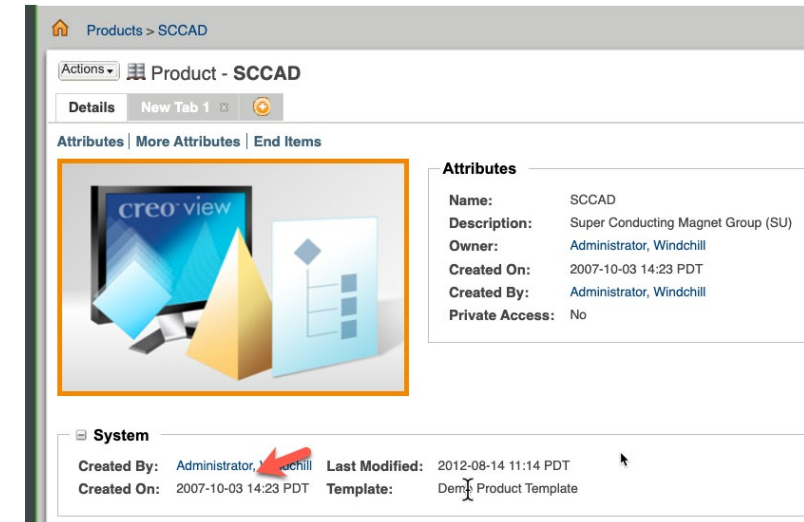 Products > SCCAD
Actions Product - SCCAD
Details New Tab 1
Attributes | More Attributes | End Items
creo view
Attributes
Name: SCCAD
Description: Super Conducting Magnet Group (SU)
Owner: Administrator, Windchill
Created On: 2007-10-03 14:23 PDT
Created By: Administrator, Windchill
Private Access: No
System
Created By: Administrator, Last Modified: 2012-08-14 11:14 PDT
Created On: 2007-10-03 14:23 PDT Template: Demo Product Template